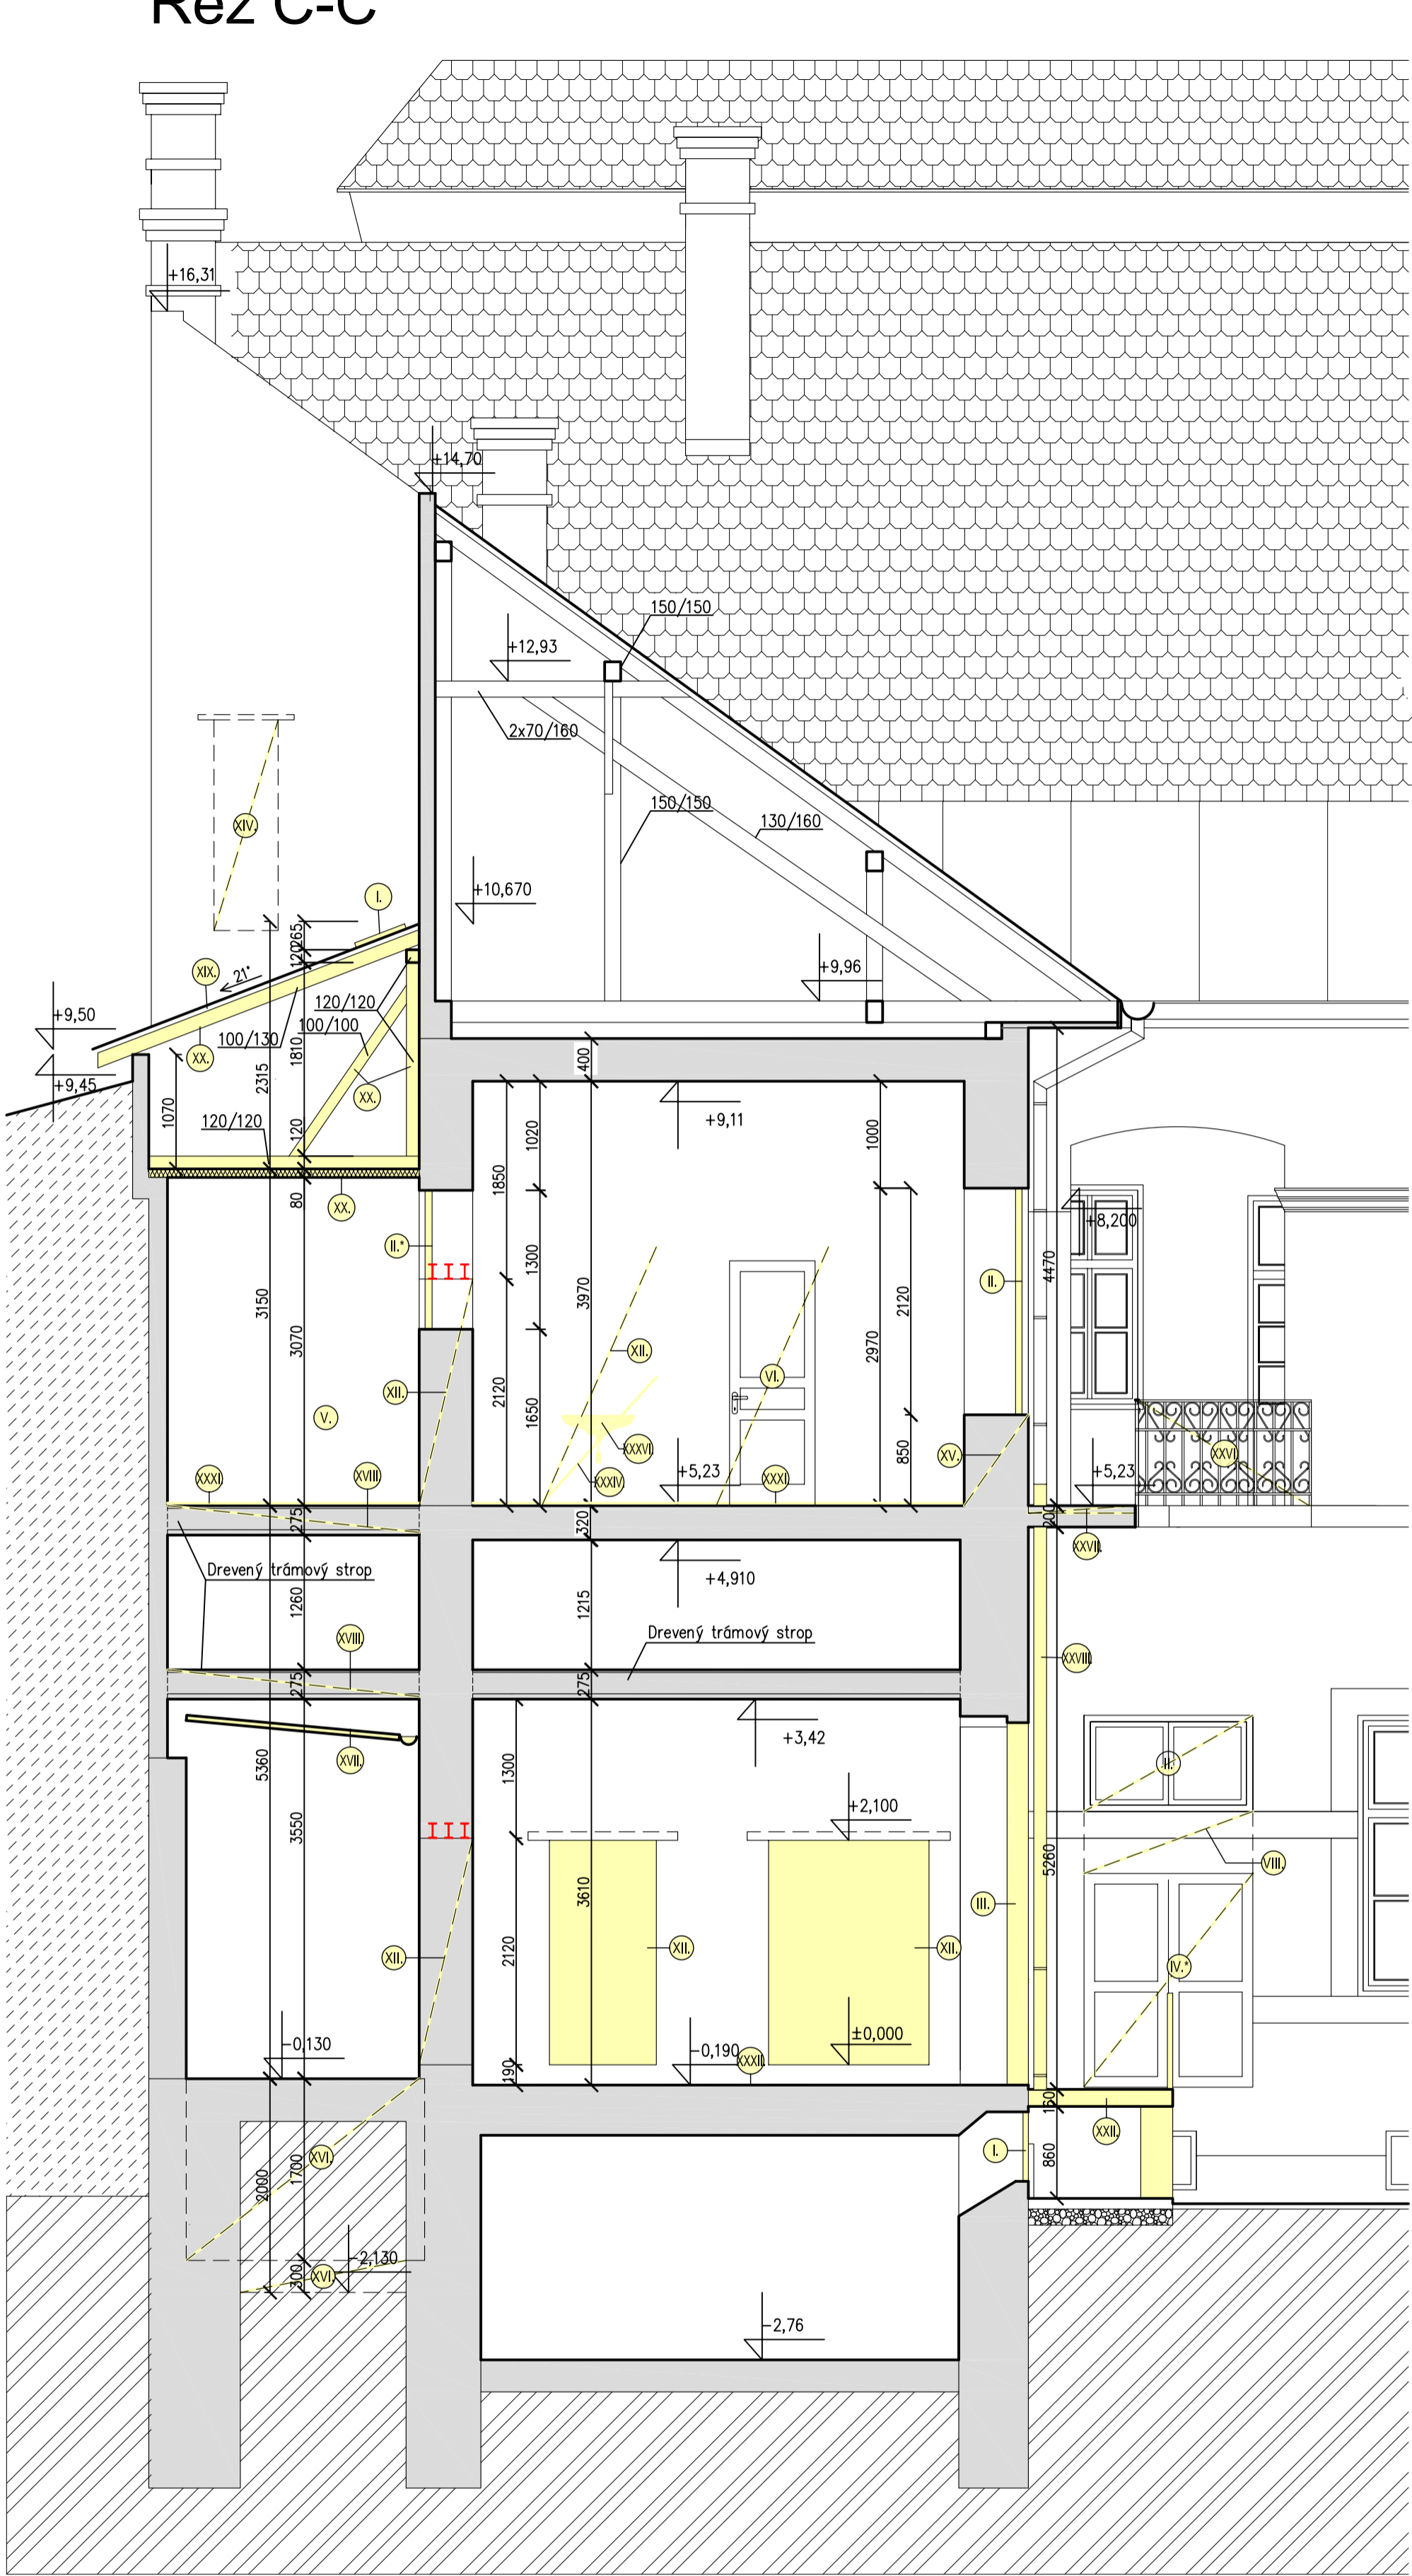 Rez C-C
+16,31
+14,70
150/150
+12,93
2x70/160
XIV.
150/150
130/160
I.
+10,670
265
120
XIX.
21°
+9,96
+9,50
120/120
100/100
100/130
XX.
1810
2315
+9,45
400
XX.
1070
120/120
120
+9,11
1020
1850
1000
80
XX.
+8,200
II.*
4470
III
II.
1300
3150
3970
2120
3070
2970
XII.
VI.
XII.
2120
1650
V.
XXXVI.
850
XV.
XXVI.
XXXI.
XVIII.
XXXIV.
+5,23
XXXI.
+5,23
275
320
200
XXVII.
Drevený trámový strop
+4,910
1260
1215
XVIII.
Drevený trámový strop
XXVIII.
275
275
+3,42
XVII.
II.
5360
1300
+2,100
3550
III
5260
VIII.
3610
III.
2120
XII.
XII.
XII.
IV.*
-0,130
-0,190
±0,000
XXXII.
190
160
XXII.
I.
860
XVI.
2000
1700
-2,130
XVI.
300
-2,76